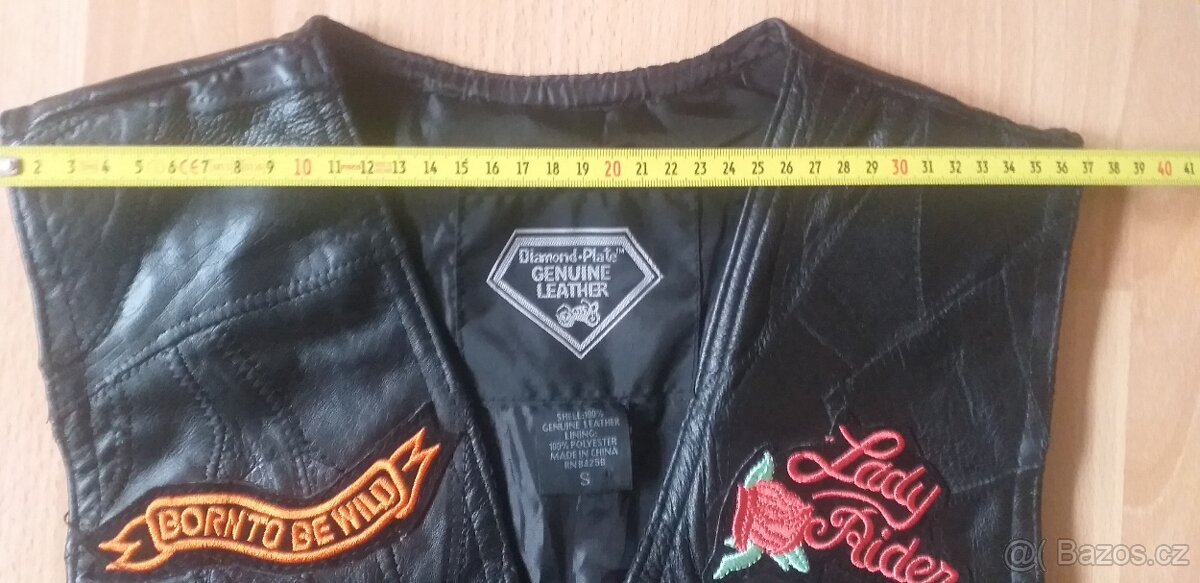 2 3 4 5 6 7 8 9 10 11 12 13 14 15 16 17 18 19 20 21 22 23 24 25 26 27 28 29 30 31 32 33 34 35 36 37 38 39 40 41
Diamond-Plate™
GENUINE
LEATHER
SHELL: 100%
GENUINE LEATHER
LINING:
100% POLYESTER
MADE IN CHINA
RN 84258
S
BORN TO BE WILD
Lady
Rider
Bazos.cz